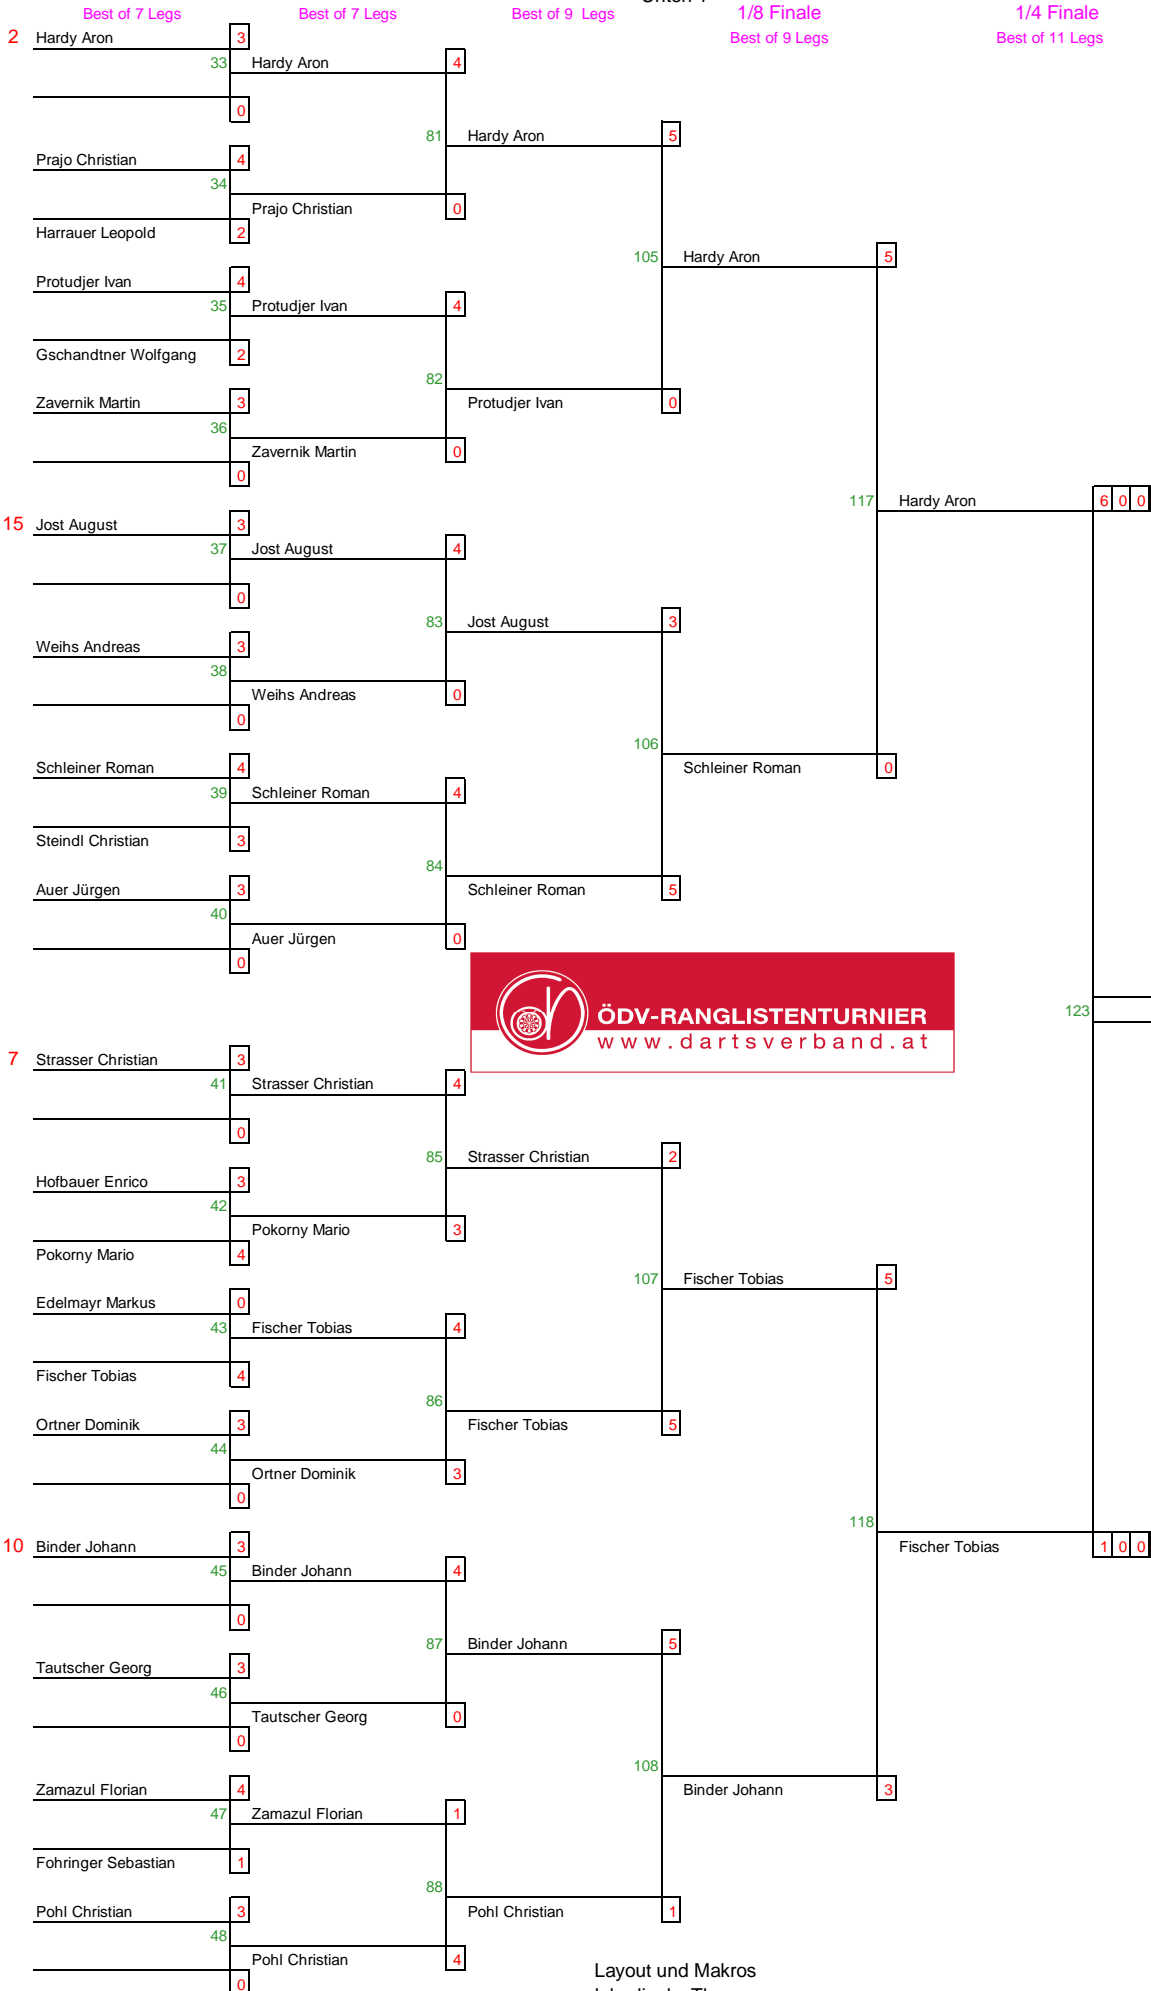 Best of 7 Legs Best of 7 Legs Best of 9 Legs 1/8 Finale 1/4 Finale
Best of 9 Legs Best of 11 Legs
2 Hardy Aron 3
33 Hardy Aron 4
0
81 Hardy Aron 5
Prajo Christian 4
34
Prajo Christian 0
Harrauer Leopold 2
105 Hardy Aron 5
Protudjer Ivan 4
35 Protudjer Ivan 4
Gschandtner Wolfgang 2
82
Zavernik Martin 3 Protudjer Ivan 0
36
Zavernik Martin 0
0
117 Hardy Aron 6 0 0
15 Jost August 3
37 Jost August 4
0
83 Jost August 3
Weihs Andreas 3
38
Weihs Andreas 0
0
106
Schleiner Roman 4 Schleiner Roman 0
39 Schleiner Roman 4
Steindl Christian 3
84
Auer Jürgen 3 Schleiner Roman 5
40
Auer Jürgen 0
0
ÖDV-RANGLISTENTURNIER
123
www.dartsverband.at
7 Strasser Christian 3
41 Strasser Christian 4
0
85 Strasser Christian 2
Hofbauer Enrico 3
42
Pokorny Mario 3
Pokorny Mario 4
107 Fischer Tobias 5
Edelmayr Markus 0
43 Fischer Tobias 4
Fischer Tobias 4
86
Ortner Dominik 3 Fischer Tobias 5
44
Ortner Dominik 3
0
118
10 Binder Johann 3 Fischer Tobias 1 0 0
45 Binder Johann 4
0
87 Binder Johann 5
Tautscher Georg 3
46
Tautscher Georg 0
0
108
Zamazul Florian 4 Binder Johann 3
47 Zamazul Florian 1
Fohringer Sebastian 1
88
Pohl Christian 3 Pohl Christian 1
48
Pohl Christian 4
Layout und Makros
0